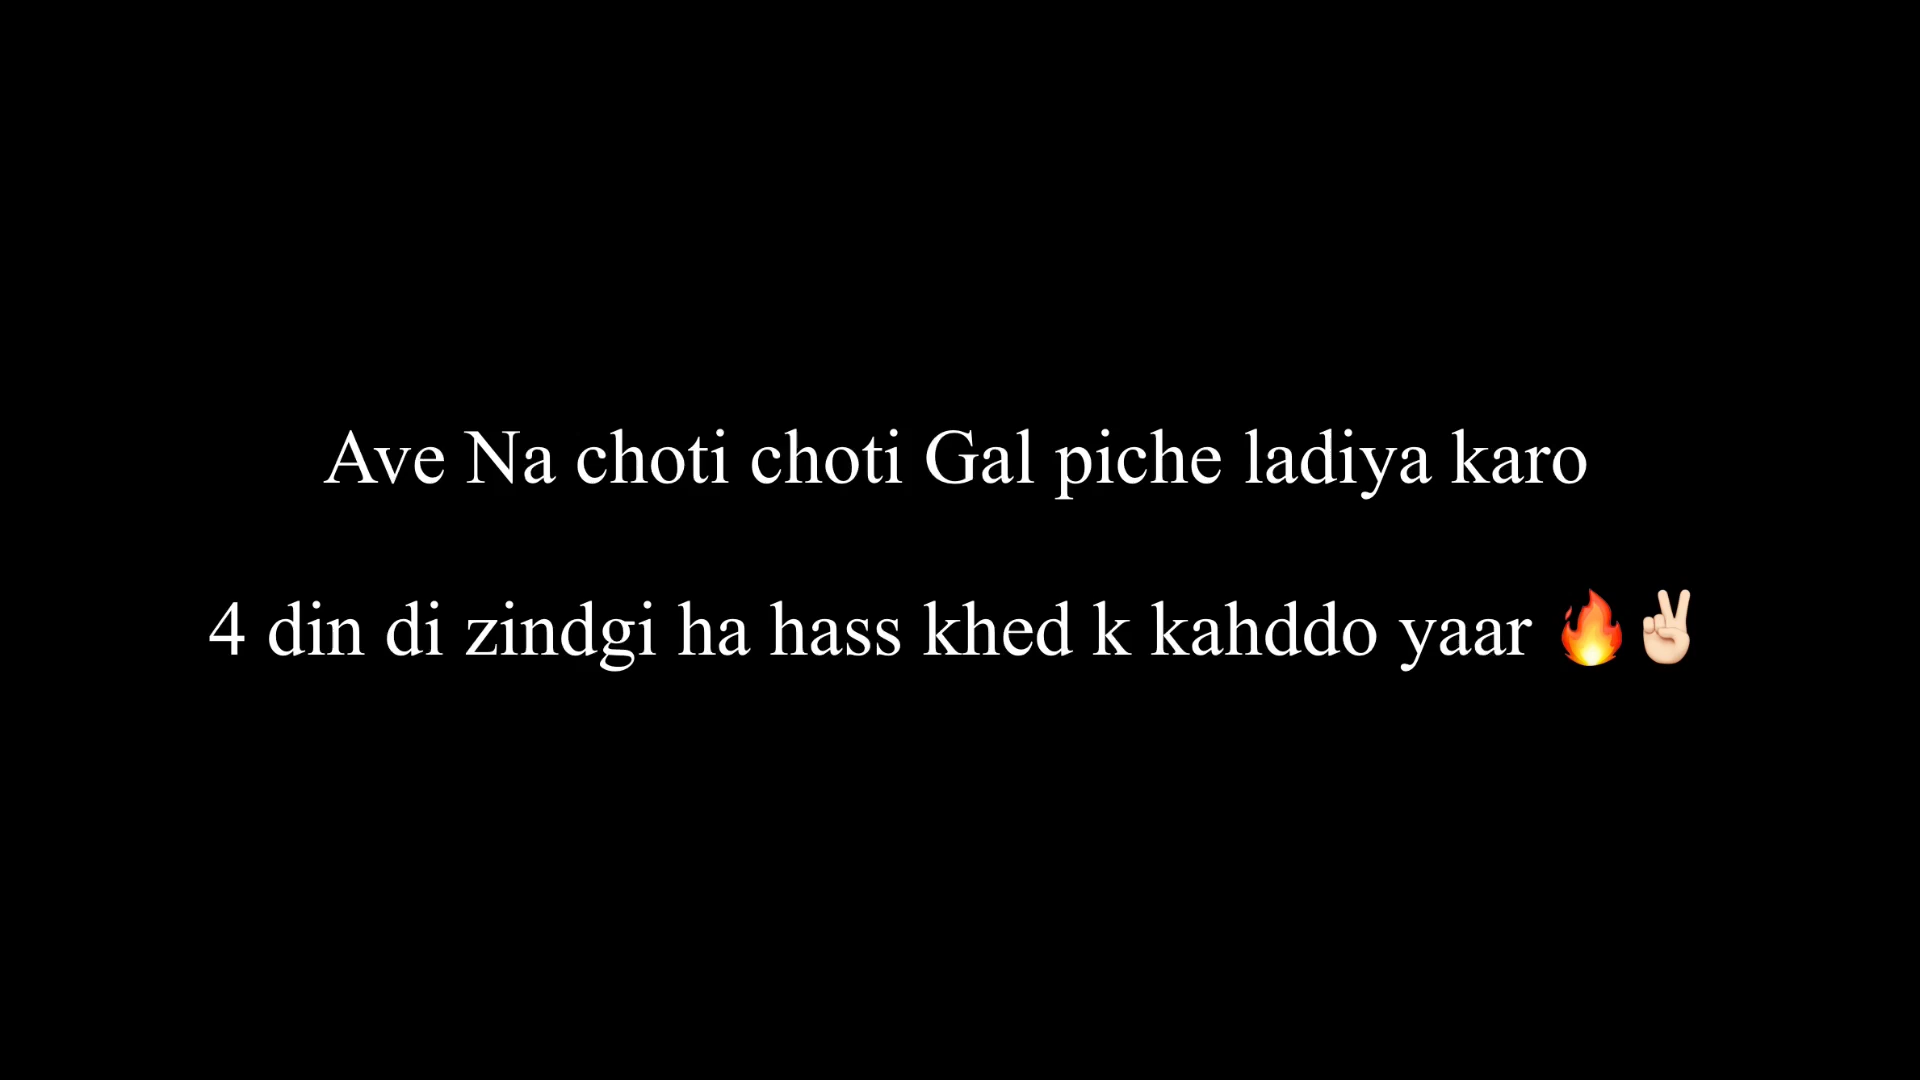 Ave Na choti choti Gal piche ladiya karo
4 din di zindgi ha hass khed k kahddo yaar 🔥✌🏻